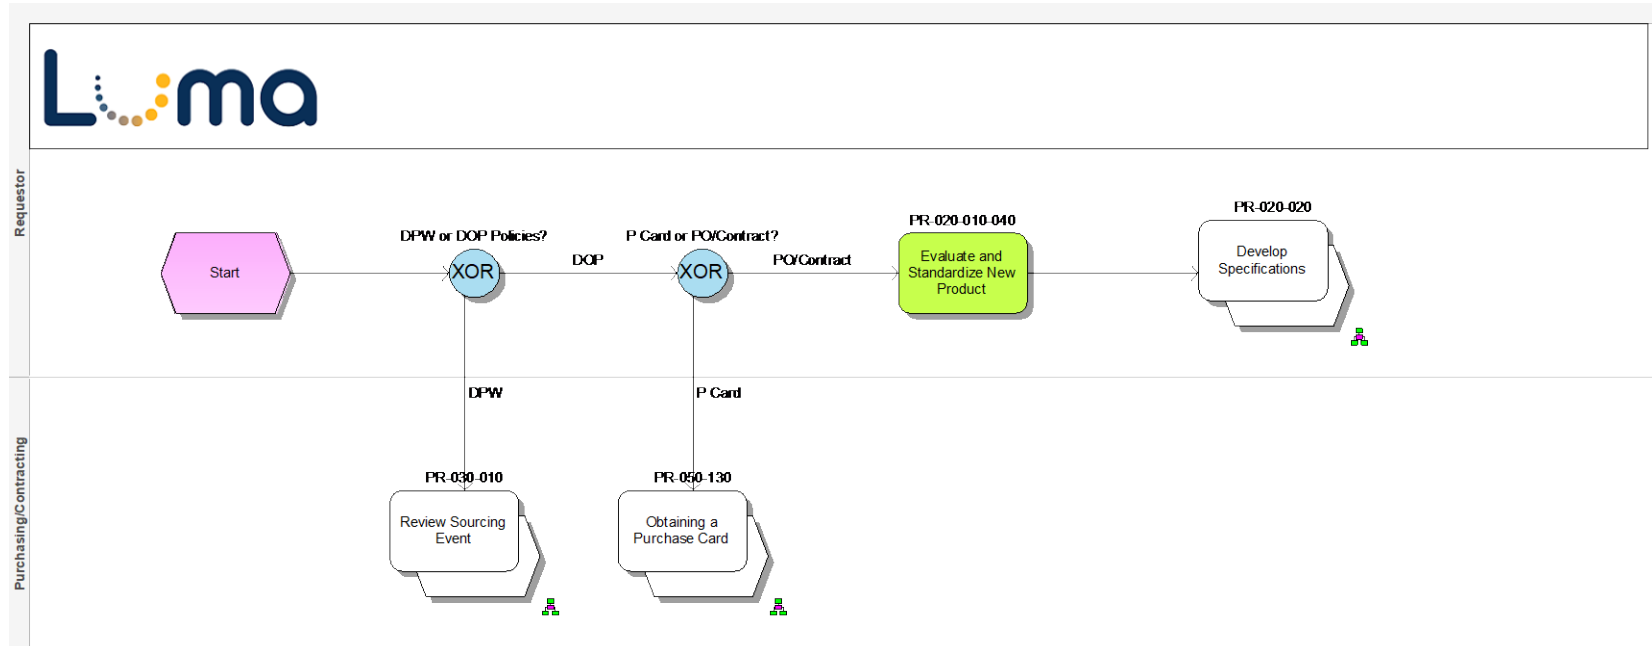 Luma
Requestor
PR-020-010-040
PR-020-020
DPW or DOP Policies?
P Card or PO/Contract?
Start
XOR
DOP
XOR
PO/Contract
Evaluate and
Standardize New
Product
Develop
Specifications
DPW
P Card
Purchasing/Contracting
PR-030-010
PR-050-130
Review Sourcing
Event
Obtaining a
Purchase Card